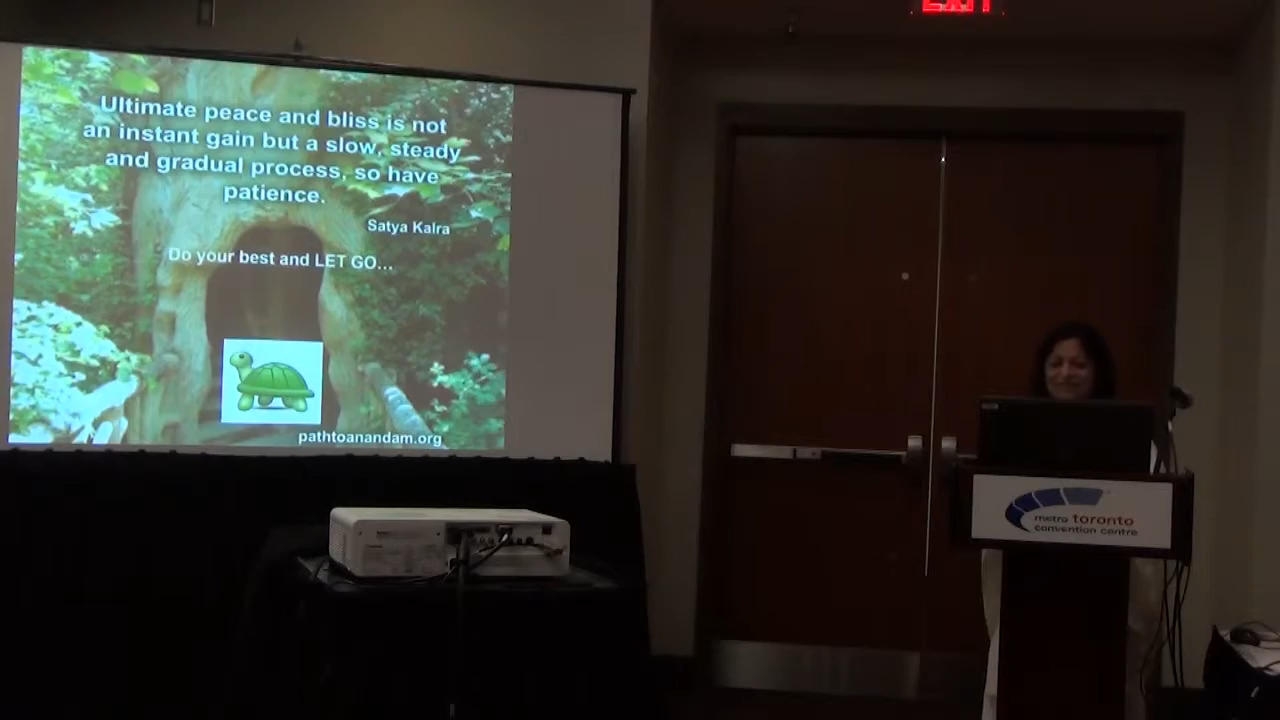 EXIT
Ultimate peace and bliss is not
an instant gain but a slow, steady
and gradual process, so have
patience.
Satya Kalra
Do your best and LET GO...
pathtoanandam.org
metro toronto
convention centre